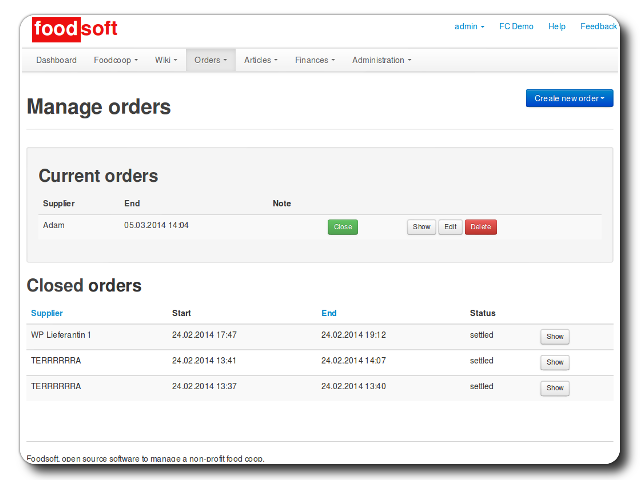 foodsoft
admin FC Demo Help Feedback
Dashboard Foodcoop Wiki Orders Articles Finances Administration
Manage orders
Create new order
Current orders
Supplier End Note
Adam 05.03.2014 14:04 Close Show Edit Delete
Closed orders
Supplier Start End Status
WP Lieferantin 1 24.02.2014 17:47 24.02.2014 19:12 settled Show
TERRRRRRA 24.02.2014 13:41 24.02.2014 14:07 settled Show
TERRRRRRA 24.02.2014 13:37 24.02.2014 13:40 settled Show
Foodsoft, open source software to manage a non-profit food coop.